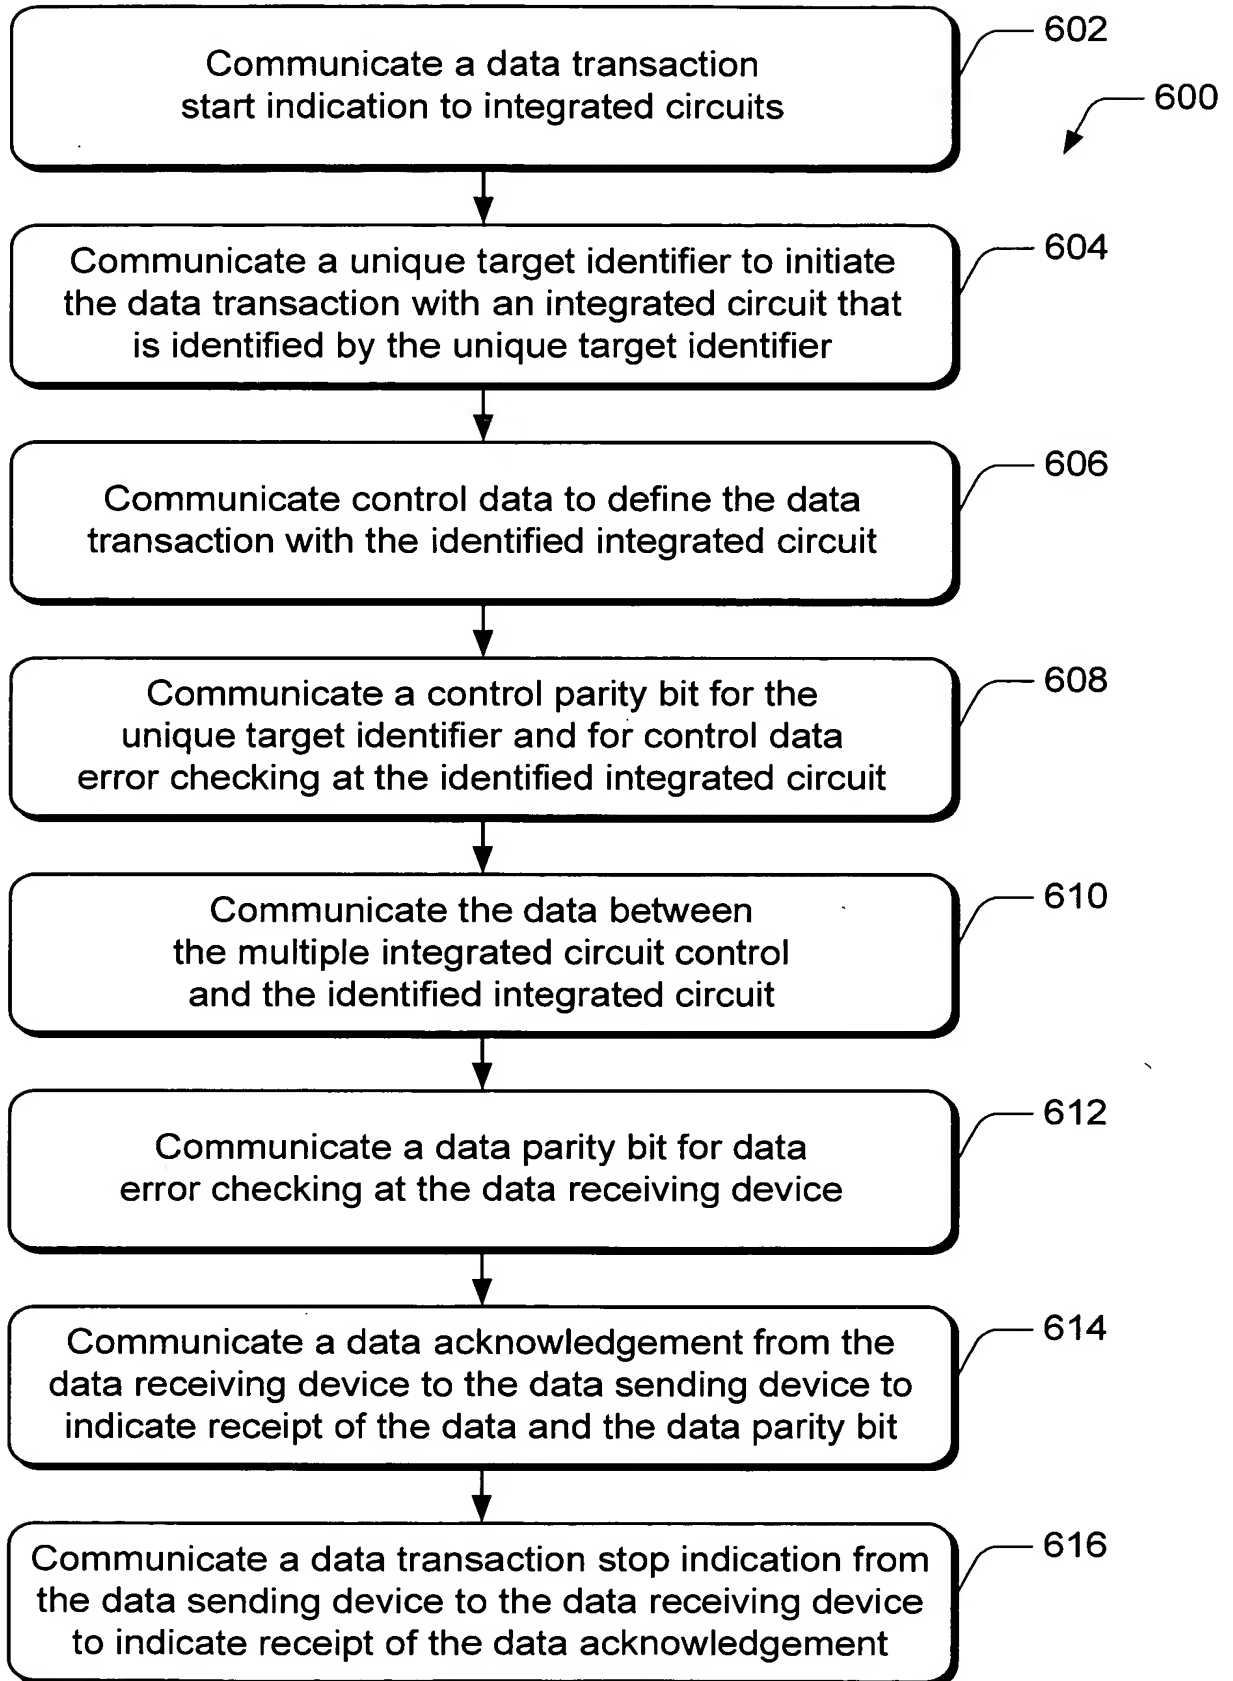 602
Communicate a data transaction
start indication to integrated circuits
600
604
Communicate a unique target identifier to initiate
the data transaction with an integrated circuit that
is identified by the unique target identifier
606
Communicate control data to define the data
transaction with the identified integrated circuit
608
Communicate a control parity bit for the
unique target identifier and for control data
error checking at the identified integrated circuit
610
Communicate the data between
the multiple integrated circuit control
and the identified integrated circuit
612
Communicate a data parity bit for data
error checking at the data receiving device
614
Communicate a data acknowledgement from the
data receiving device to the data sending device to
indicate receipt of the data and the data parity bit
616
Communicate a data transaction stop indication from
the data sending device to the data receiving device
to indicate receipt of the data acknowledgement